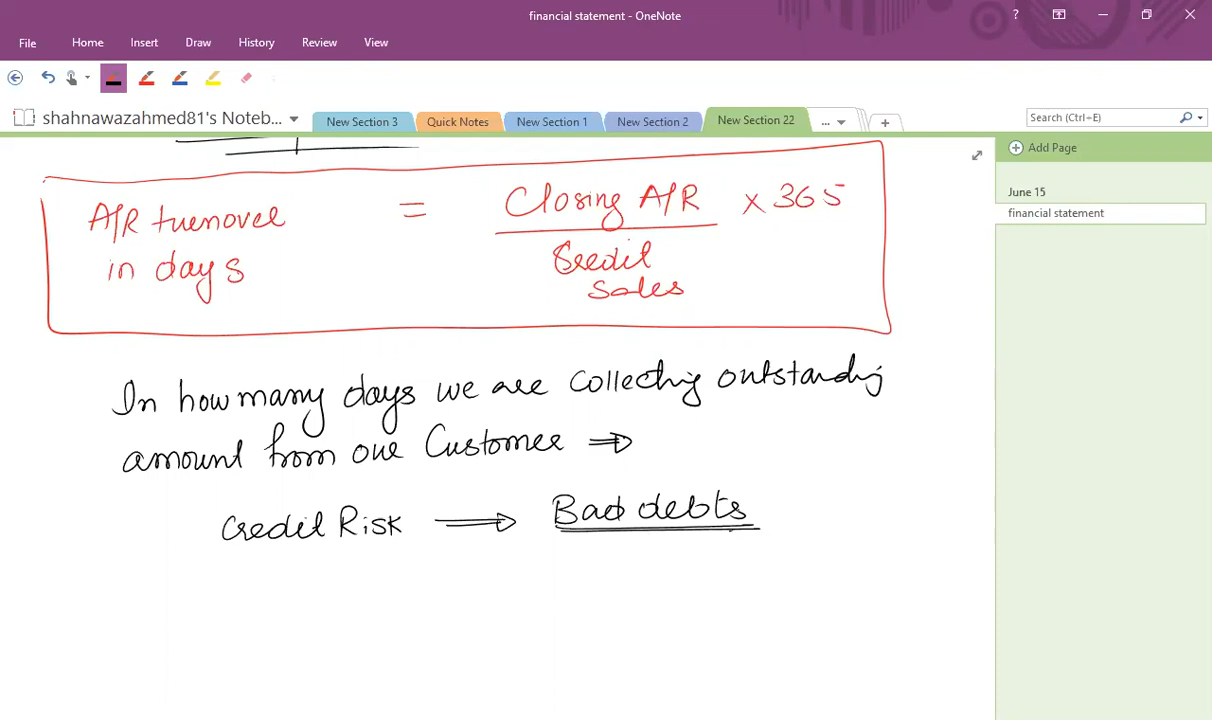 financial statement - OneNote
?
File Home Insert Draw History Review View
shahnawazahmed81's Noteb...
New Section 3
Quick Notes
New Section 1
New Section 2
New Section 22
...
Search (Ctrl+E)
Add Page
June 15
financial statement
A/R turnover = Closing A/R × 365
in days Credit
Sales
In how many days we are collecting outstanding
amount from our Customer ⇒
Credit Risk ⟹ Bad debts